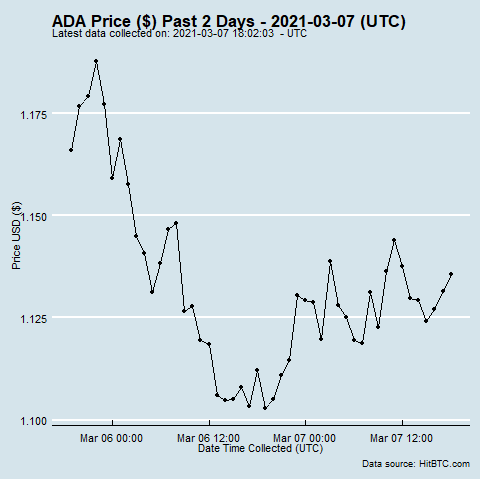 ADA Price ($) Past 2 Days - 2021-03-07 (UTC)
Latest data collected on: 2021-03-07 18:02:03 - UTC
1.175
1.150
1.125
1.100
Price USD ($)
Mar 06 00:00 Mar 06 12:00 Mar 07 00:00 Mar 07 12:00
Date Time Collected (UTC)
Data source: HitBTC.com